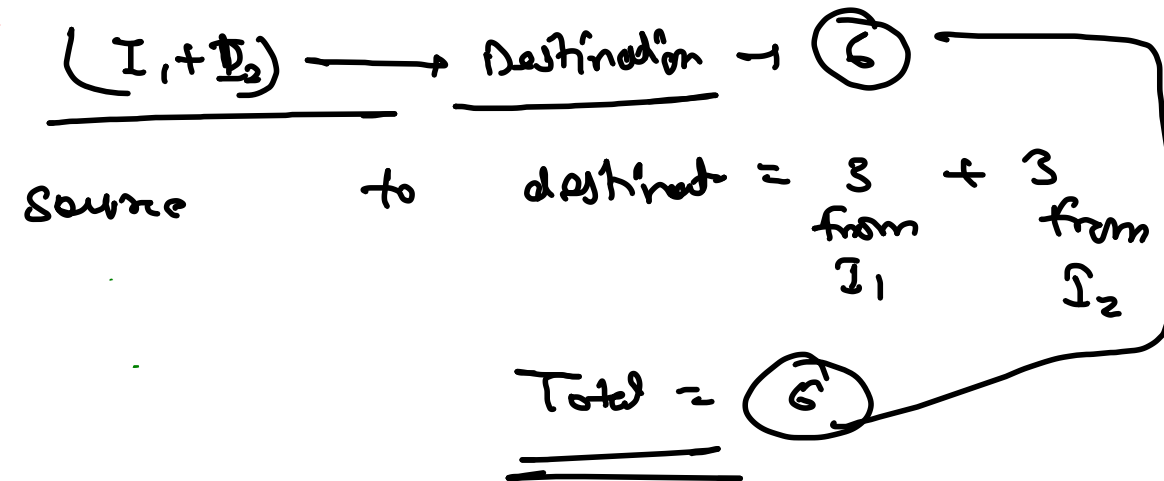 (I₁+I₂) → Destination → 6
source to destinat = 3 + 3
from from
I₁ I₂
Total = 6